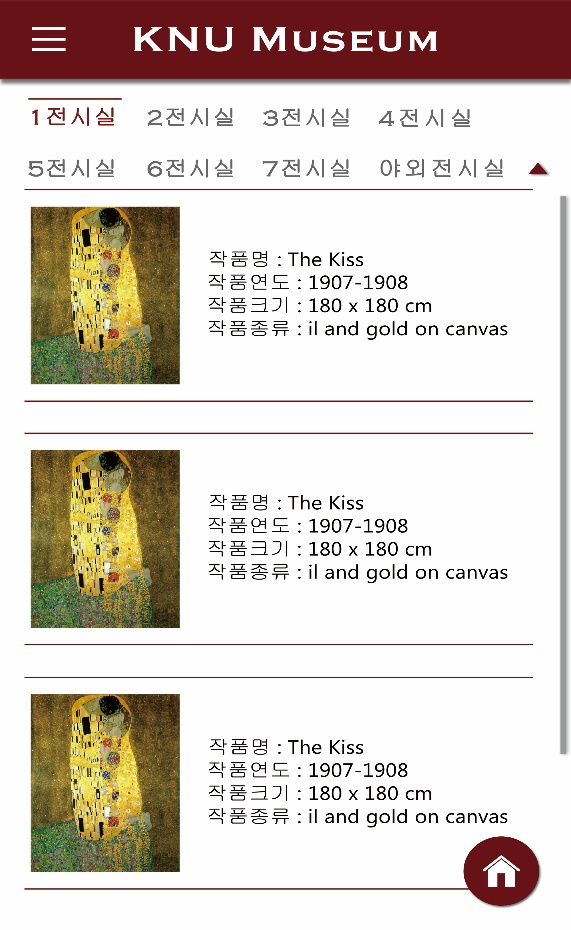 KNU MUSEUM
1전시실 2전시실 3전시실 4전시실
5전시실 6전시실 7전시실 야외전시실
작품명 : The Kiss
작품연도 : 1907-1908
작품크기 : 180 x 180 cm
작품종류 : il and gold on canvas
작품명 : The Kiss
작품연도 : 1907-1908
작품크기 : 180 x 180 cm
작품종류 : il and gold on canvas
작품명 : The Kiss
작품연도 : 1907-1908
작품크기 : 180 x 180 cm
작품종류 : il and gold on canvas